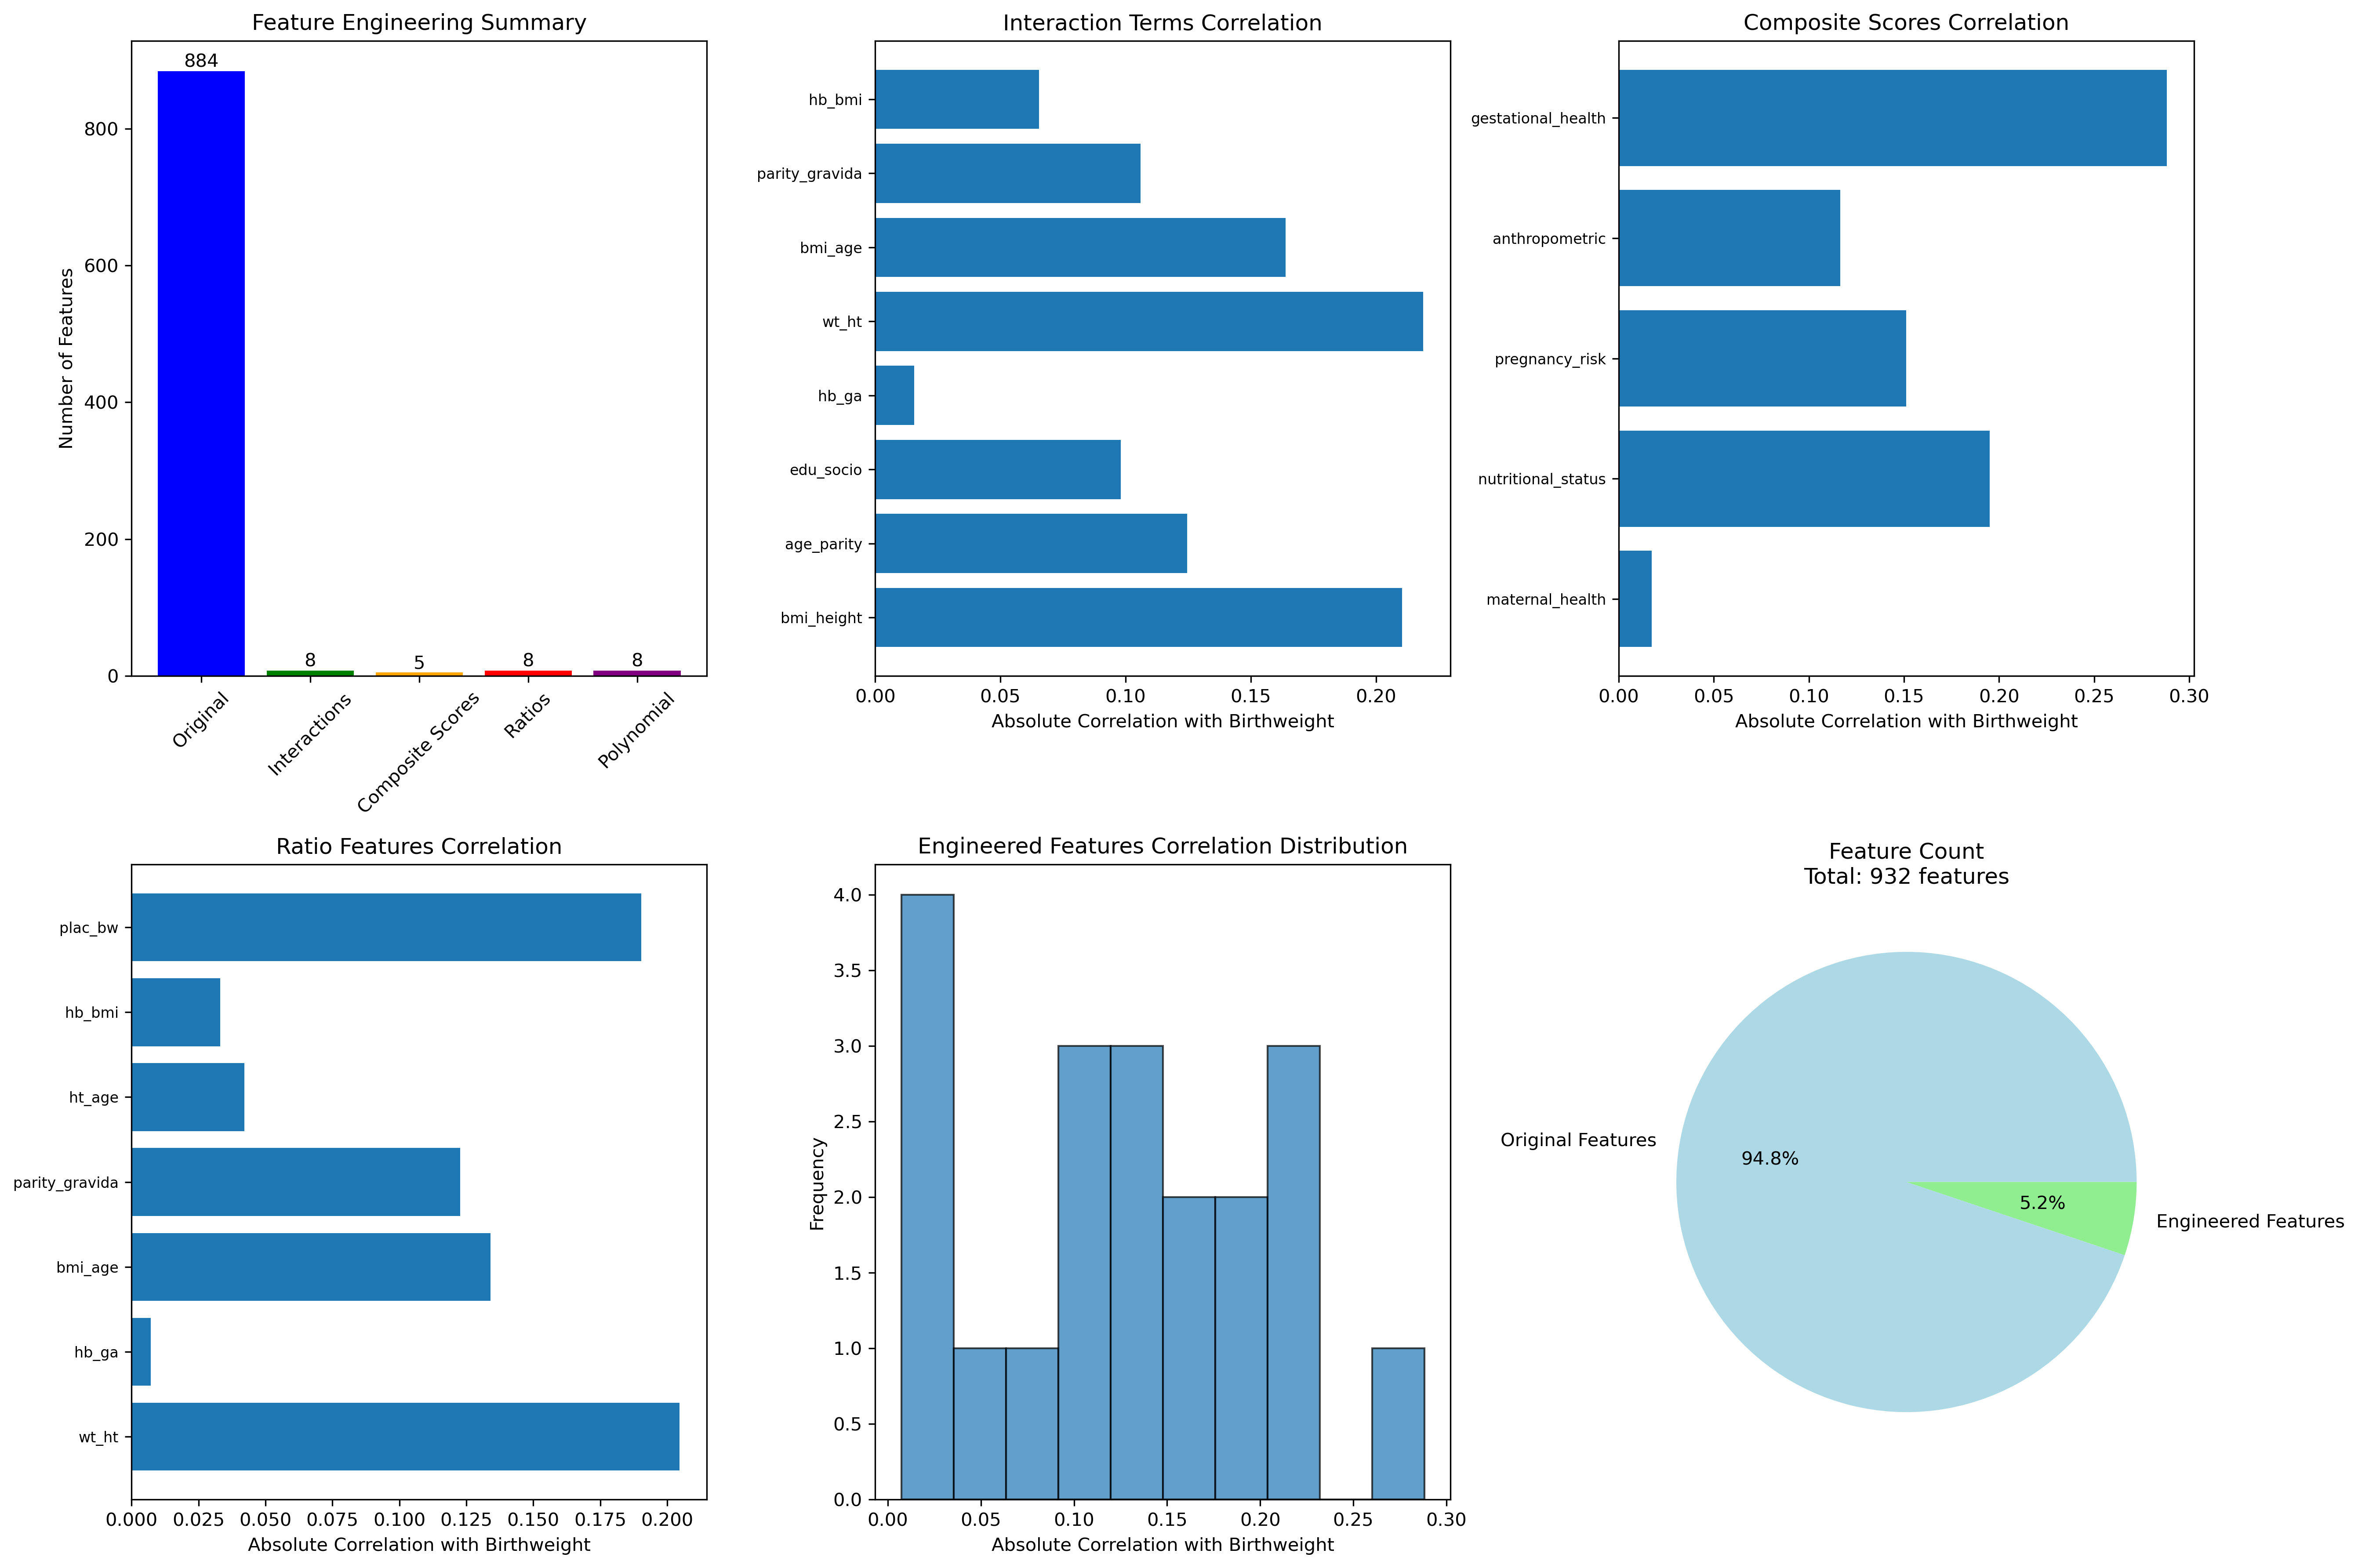 Feature Engineering Summary
884
8
5
8
8
Number of Features
800
600
400
200
0
Original
Interactions
Composite Scores
Ratios
Polynomial
Interaction Terms Correlation
hb_bmi
parity_gravida
bmi_age
wt_ht
hb_ga
edu_socio
age_parity
bmi_height
0.00 0.05 0.10 0.15 0.20
Absolute Correlation with Birthweight
Composite Scores Correlation
gestational_health
anthropometric
pregnancy_risk
nutritional_status
maternal_health
0.00 0.05 0.10 0.15 0.20 0.25 0.30
Absolute Correlation with Birthweight
Ratio Features Correlation
plac_bw
hb_bmi
ht_age
parity_gravida
bmi_age
hb_ga
wt_ht
0.000 0.025 0.050 0.075 0.100 0.125 0.150 0.175 0.200
Absolute Correlation with Birthweight
Engineered Features Correlation Distribution
Frequency
4.0
3.5
3.0
2.5
2.0
1.5
1.0
0.5
0.0
0.00 0.05 0.10 0.15 0.20 0.25 0.30
Absolute Correlation with Birthweight
Feature Count
Total: 932 features
Original Features
94.8%
5.2%
Engineered Features